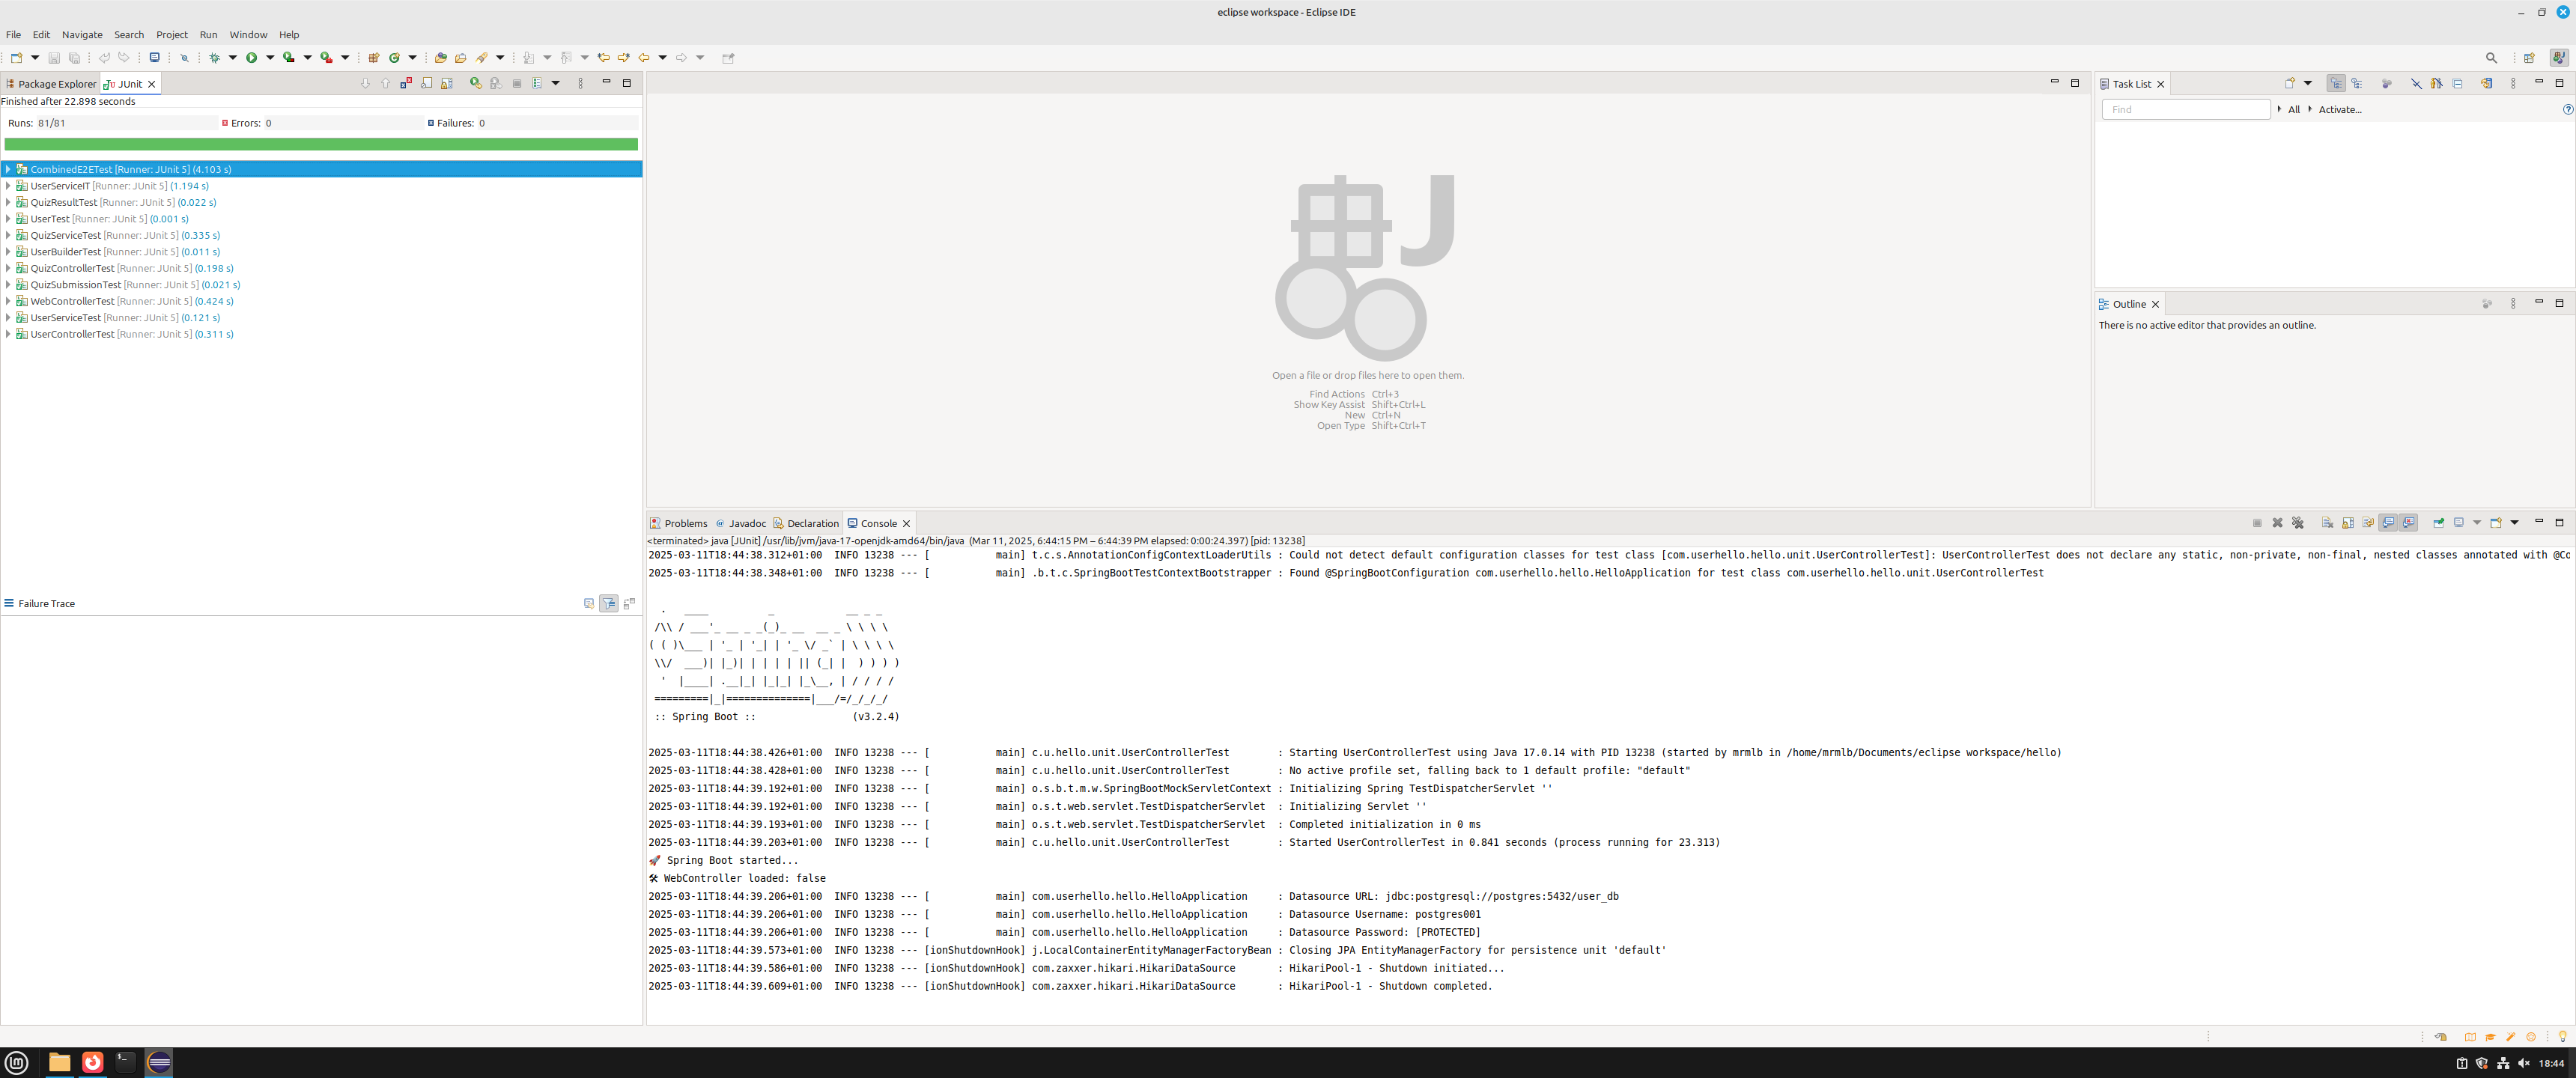 eclipse workspace - Eclipse IDE
File Edit Navigate Search Project Run Window Help
Package Explorer JUnit
Finished after 22.898 seconds
Runs: 81/81 Errors: 0 Failures: 0
CombinedE2ETest [Runner: JUnit 5] (4.103 s)
UserServiceIT [Runner: JUnit 5] (1.194 s)
QuizResultTest [Runner: JUnit 5] (0.022 s)
UserTest [Runner: JUnit 5] (0.001 s)
QuizServiceTest [Runner: JUnit 5] (0.335 s)
UserBuilderTest [Runner: JUnit 5] (0.011 s)
QuizControllerTest [Runner: JUnit 5] (0.198 s)
QuizSubmissionTest [Runner: JUnit 5] (0.021 s)
WebControllerTest [Runner: JUnit 5] (0.424 s)
UserServiceTest [Runner: JUnit 5] (0.121 s)
UserControllerTest [Runner: JUnit 5] (0.311 s)
Failure Trace
J
Open a file or drop files here to open them.
Find Actions Ctrl+3
Show Key Assist Shift+Ctrl+L
New Ctrl+N
Open Type Shift+Ctrl+T
Task List
Find All Activate...
Outline
There is no active editor that provides an outline.
Problems Javadoc Declaration Console
<terminated> java [JUnit] /usr/lib/jvm/java-17-openjdk-amd64/bin/java (Mar 11, 2025, 6:44:15 PM – 6:44:39 PM elapsed: 0:00:24.397) [pid: 13238]
2025-03-11T18:44:38.312+01:00  INFO 13238 --- [           main] t.c.s.AnnotationConfigContextLoaderUtils : Could not detect default configuration classes for test class [com.userhello.hello.unit.UserControllerTest]: UserControllerTest does not declare any static, non-private, non-final, nested classes annotated with @Co
2025-03-11T18:44:38.348+01:00  INFO 13238 --- [           main] .b.t.c.SpringBootTestContextBootstrapper : Found @SpringBootConfiguration com.userhello.hello.HelloApplication for test class com.userhello.hello.unit.UserControllerTest
  .   ____          _            __ _ _
 /\\ / ___'_ __ _ _(_)_ __  __ _ \ \ \ \
( ( )\___ | '_ | '_| | '_ \/ _` | \ \ \ \
 \\/  ___)| |_)| | | | | || (_| |  ) ) ) )
  '  |____| .__|_| |_|_| |_\__, | / / / /
 =========|_|==============|___/=/_/_/_/
 :: Spring Boot ::                (v3.2.4)
2025-03-11T18:44:38.426+01:00  INFO 13238 --- [           main] c.u.hello.unit.UserControllerTest        : Starting UserControllerTest using Java 17.0.14 with PID 13238 (started by mrmlb in /home/mrmlb/Documents/eclipse workspace/hello)
2025-03-11T18:44:38.428+01:00  INFO 13238 --- [           main] c.u.hello.unit.UserControllerTest        : No active profile set, falling back to 1 default profile: "default"
2025-03-11T18:44:39.192+01:00  INFO 13238 --- [           main] o.s.b.t.m.w.SpringBootMockServletContext : Initializing Spring TestDispatcherServlet ''
2025-03-11T18:44:39.192+01:00  INFO 13238 --- [           main] o.s.t.web.servlet.TestDispatcherServlet  : Initializing Servlet ''
2025-03-11T18:44:39.193+01:00  INFO 13238 --- [           main] o.s.t.web.servlet.TestDispatcherServlet  : Completed initialization in 0 ms
2025-03-11T18:44:39.203+01:00  INFO 13238 --- [           main] c.u.hello.unit.UserControllerTest        : Started UserControllerTest in 0.841 seconds (process running for 23.313)
🚀 Spring Boot started...
🛠 WebController loaded: false
2025-03-11T18:44:39.206+01:00  INFO 13238 --- [           main] com.userhello.hello.HelloApplication     : Datasource URL: jdbc:postgresql://postgres:5432/user_db
2025-03-11T18:44:39.206+01:00  INFO 13238 --- [           main] com.userhello.hello.HelloApplication     : Datasource Username: postgres001
2025-03-11T18:44:39.206+01:00  INFO 13238 --- [           main] com.userhello.hello.HelloApplication     : Datasource Password: [PROTECTED]
2025-03-11T18:44:39.573+01:00  INFO 13238 --- [ionShutdownHook] j.LocalContainerEntityManagerFactoryBean : Closing JPA EntityManagerFactory for persistence unit 'default'
2025-03-11T18:44:39.586+01:00  INFO 13238 --- [ionShutdownHook] com.zaxxer.hikari.HikariDataSource       : HikariPool-1 - Shutdown initiated...
2025-03-11T18:44:39.609+01:00  INFO 13238 --- [ionShutdownHook] com.zaxxer.hikari.HikariDataSource       : HikariPool-1 - Shutdown completed.
18:44